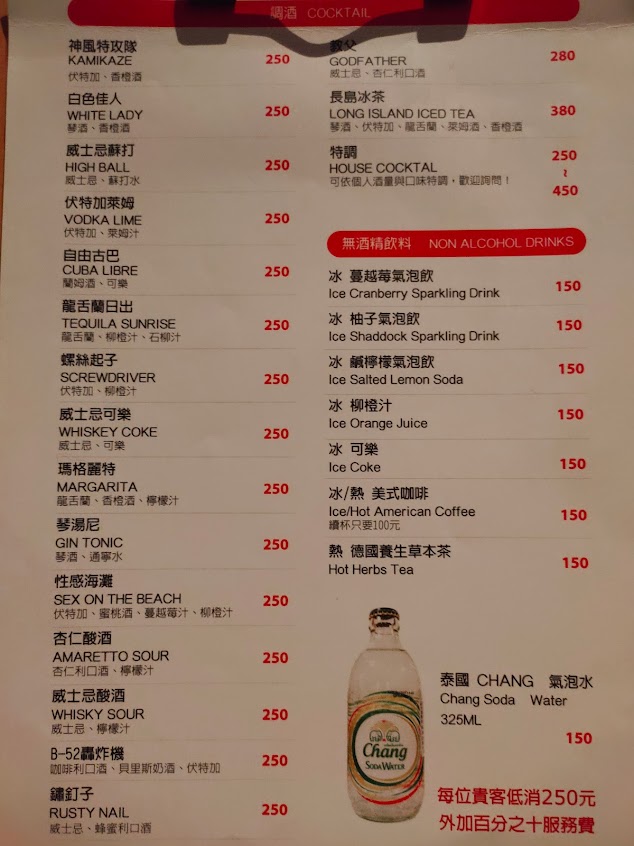 調酒 COCKTAIL
神風特攻隊
KAMIKAZE 250
伏特加、香橙酒
白色佳人
WHITE LADY 250
琴酒、香橙酒
威士忌蘇打
HIGH BALL 250
威士忌、蘇打水
伏特加萊姆
VODKA LIME 250
伏特加、萊姆汁
自由古巴
CUBA LIBRE 250
蘭姆酒、可樂
龍舌蘭日出
TEQUILA SUNRISE 250
龍舌蘭、柳橙汁、石柳汁
螺絲起子
SCREWDRIVER 250
伏特加、柳橙汁
威士忌可樂
WHISKEY COKE 250
威士忌、可樂
瑪格麗特
MARGARITA 250
龍舌蘭、香橙酒、檸檬汁
琴湯尼
GIN TONIC 250
琴酒、通寧水
性感海灘
SEX ON THE BEACH 250
伏特加、蜜桃酒、蔓越莓汁、柳橙汁
杏仁酸酒
AMARETTO SOUR 250
杏仁利口酒、檸檬汁
威士忌酸酒
WHISKY SOUR 250
威士忌、檸檬汁
B-52轟炸機 250
咖啡利口酒、貝里斯奶酒、伏特加
鏽釘子
RUSTY NAIL 250
威士忌、蜂蜜利口酒
教父
GODFATHER 280
威士忌、杏仁利口酒
長島冰茶
LONG ISLAND ICED TEA 380
琴酒、伏特加、龍舌蘭、萊姆酒、香橙酒
特調 250
HOUSE COCKTAL ~
可依個人酒量與口味特調，歡迎詢問！ 450
無酒精飲料 NON ALCOHOL DRINKS
冰 蔓越莓氣泡飲
Ice Cranberry Sparkling Drink 150
冰 柚子氣泡飲
Ice Shaddock Sparkling Drink 150
冰 鹹檸檬氣泡飲
Ice Salted Lemon Soda 150
冰 柳橙汁
Ice Orange Juice 150
冰 可樂
Ice Coke 150
冰/熱 美式咖啡
Ice/Hot American Coffee 150
續杯只要100元
熱 德國養生草本茶
Hot Herbs Tea 150
Chang
SODA WATER
泰國 CHANG 氣泡水
Chang Soda Water
325ML
150
每位貴客低消250元
外加百分之十服務費